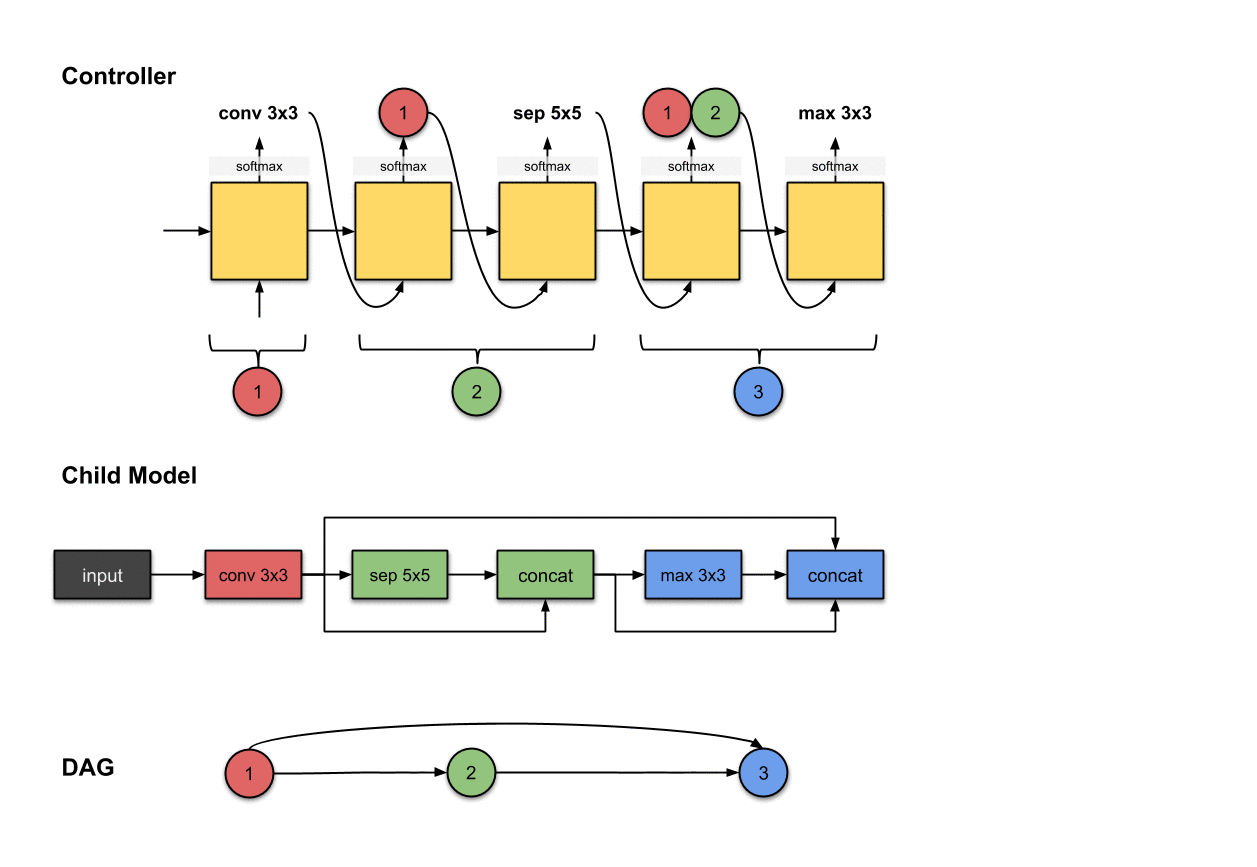 Controller
conv 3x3 1 sep 5x5 1 2 max 3x3
softmax softmax softmax softmax softmax
1 2 3
Child Model
input conv 3x3 sep 5x5 concat max 3x3 concat
DAG 1 2 3